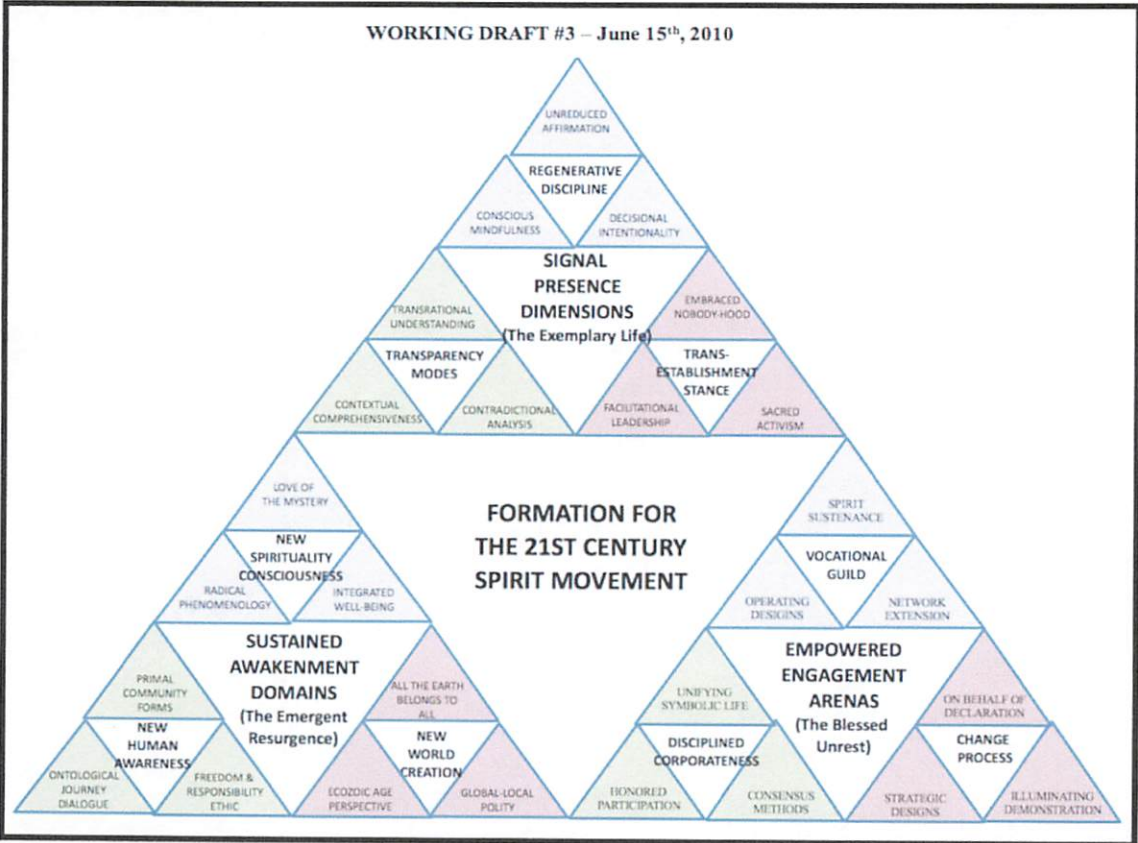 WORKING DRAFT #3 – June 15th, 2010
UNREDUCED
AFFIRMATION
REGENERATIVE
DISCIPLINE
CONSCIOUS
MINDFULNESS
DECISIONAL
INTENTIONALITY
SIGNAL
PRESENCE
DIMENSIONS
(The Exemplary Life)
TRANSRATIONAL
UNDERSTANDING
EMBRACED
NOBODY-HOOD
TRANSPARENCY
MODES
TRANS-
ESTABLISHMENT
STANCE
CONTEXTUAL
COMPREHENSIVENESS
CONTRADICTIONAL
ANALYSIS
FACILITATIONAL
LEADERSHIP
SACRED
ACTIVISM
FORMATION FOR
THE 21ST CENTURY
SPIRIT MOVEMENT
LOVE OF
THE MYSTERY
NEW
SPIRITUALITY
CONSCIOUSNESS
RADICAL
PHENOMENOLOGY
INTEGRATED
WELL-BEING
SUSTAINED
AWAKENMENT
DOMAINS
(The Emergent
Resurgence)
PRIMAL
COMMUNITY
FORMS
ALL THE EARTH
BELONGS TO
ALL
NEW
HUMAN
AWARENESS
NEW
WORLD
CREATION
ONTOLOGICAL
JOURNEY
DIALOGUE
FREEDOM &
RESPONSIBILITY
ETHIC
ECOZOIC AGE
PERSPECTIVE
GLOBAL-LOCAL
POLITY
SPIRIT
SUSTENANCE
VOCATIONAL
GUILD
OPERATING
DESIGINS
NETWORK
EXTENSION
EMPOWERED
ENGAGEMENT
ARENAS
(The Blessed
Unrest)
UNIFYING
SYMBOLIC LIFE
ON BEHALF OF
DECLARATION
DISCIPLINED
CORPORATENESS
CHANGE
PROCESS
HONORED
PARTICIPATION
CONSENSUS
METHODS
STRATEGIC
DESIGNS
ILLUMINATING
DEMONSTRATION